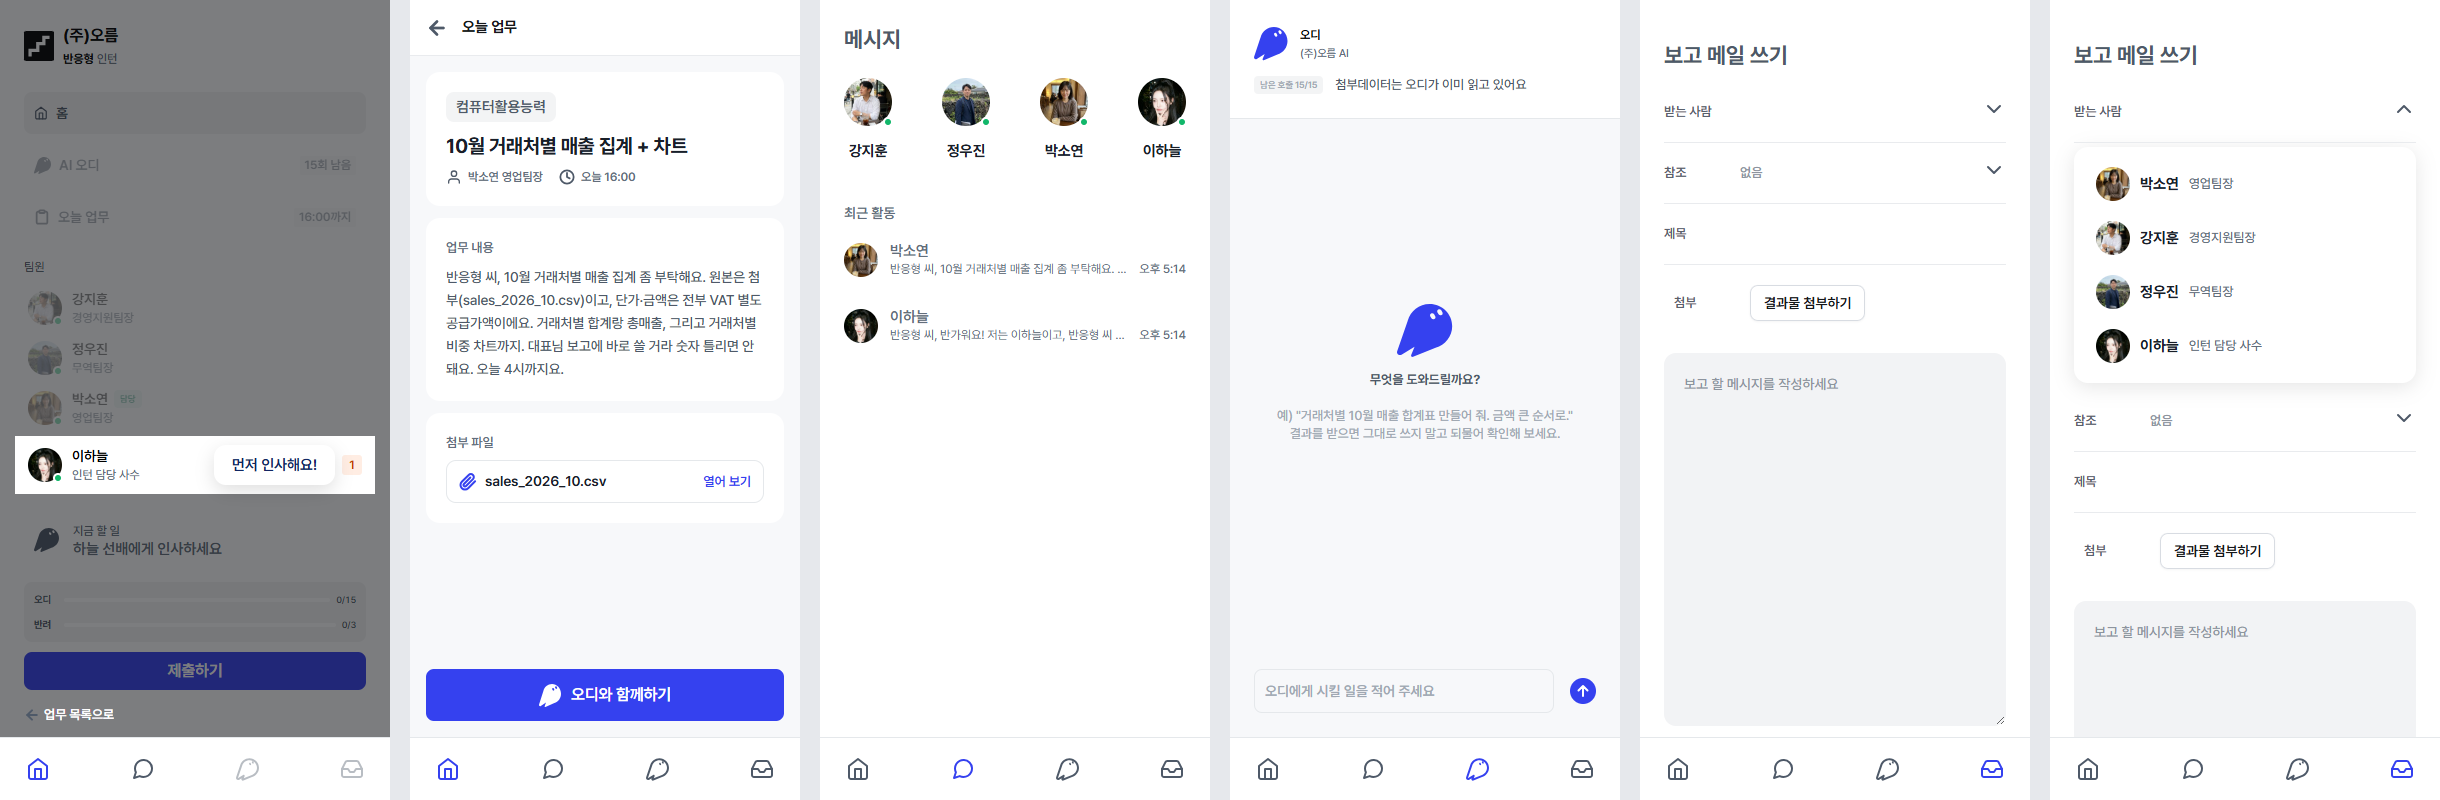 (주)오름
반응형 인턴
홈
AI 오디
15회 남음
오늘 업무
16:00까지
팀원
강지훈
경영지원팀장
정우진
무역팀장
박소연 담당
영업팀장
이하늘
인턴 담당 사수
먼저 인사해요!
1
지금 할 일
하늘 선배에게 인사하세요
오디
0/15
반려
0/3
제출하기
업무 목록으로
오늘 업무
컴퓨터활용능력
10월 거래처별 매출 집계 + 차트
박소연 영업팀장
오늘 16:00
업무 내용
반응형 씨, 10월 거래처별 매출 집계 좀 부탁해요. 원본은 첨
부(sales_2026_10.csv)이고, 단가·금액은 전부 VAT 별도
공급가액이에요. 거래처별 합계랑 총매출, 그리고 거래처별
비중 차트까지. 대표님 보고에 바로 쓸 거라 숫자 틀리면 안
돼요. 오늘 4시까지요.
첨부 파일
sales_2026_10.csv
열어 보기
오디와 함께하기
메시지
강지훈
정우진
박소연
이하늘
최근 활동
박소연
반응형 씨, 10월 거래처별 매출 집계 좀 부탁해요. ...
오후 5:14
이하늘
반응형 씨, 반가워요! 저는 이하늘이고, 반응형 씨 ...
오후 5:14
오디
(주)오름 AI
남은 호출 15/15
첨부데이터는 오디가 이미 읽고 있어요
무엇을 도와드릴까요?
예) "거래처별 10월 매출 합계표 만들어 줘. 금액 큰 순서로."
결과를 받으면 그대로 쓰지 말고 되물어 확인해 보세요.
오디에게 시킬 일을 적어 주세요
보고 메일 쓰기
받는 사람
참조
없음
제목
첨부
결과물 첨부하기
보고 할 메시지를 작성하세요
보고 메일 쓰기
받는 사람
박소연 영업팀장
강지훈 경영지원팀장
정우진 무역팀장
이하늘 인턴 담당 사수
참조
없음
제목
첨부
결과물 첨부하기
보고 할 메시지를 작성하세요